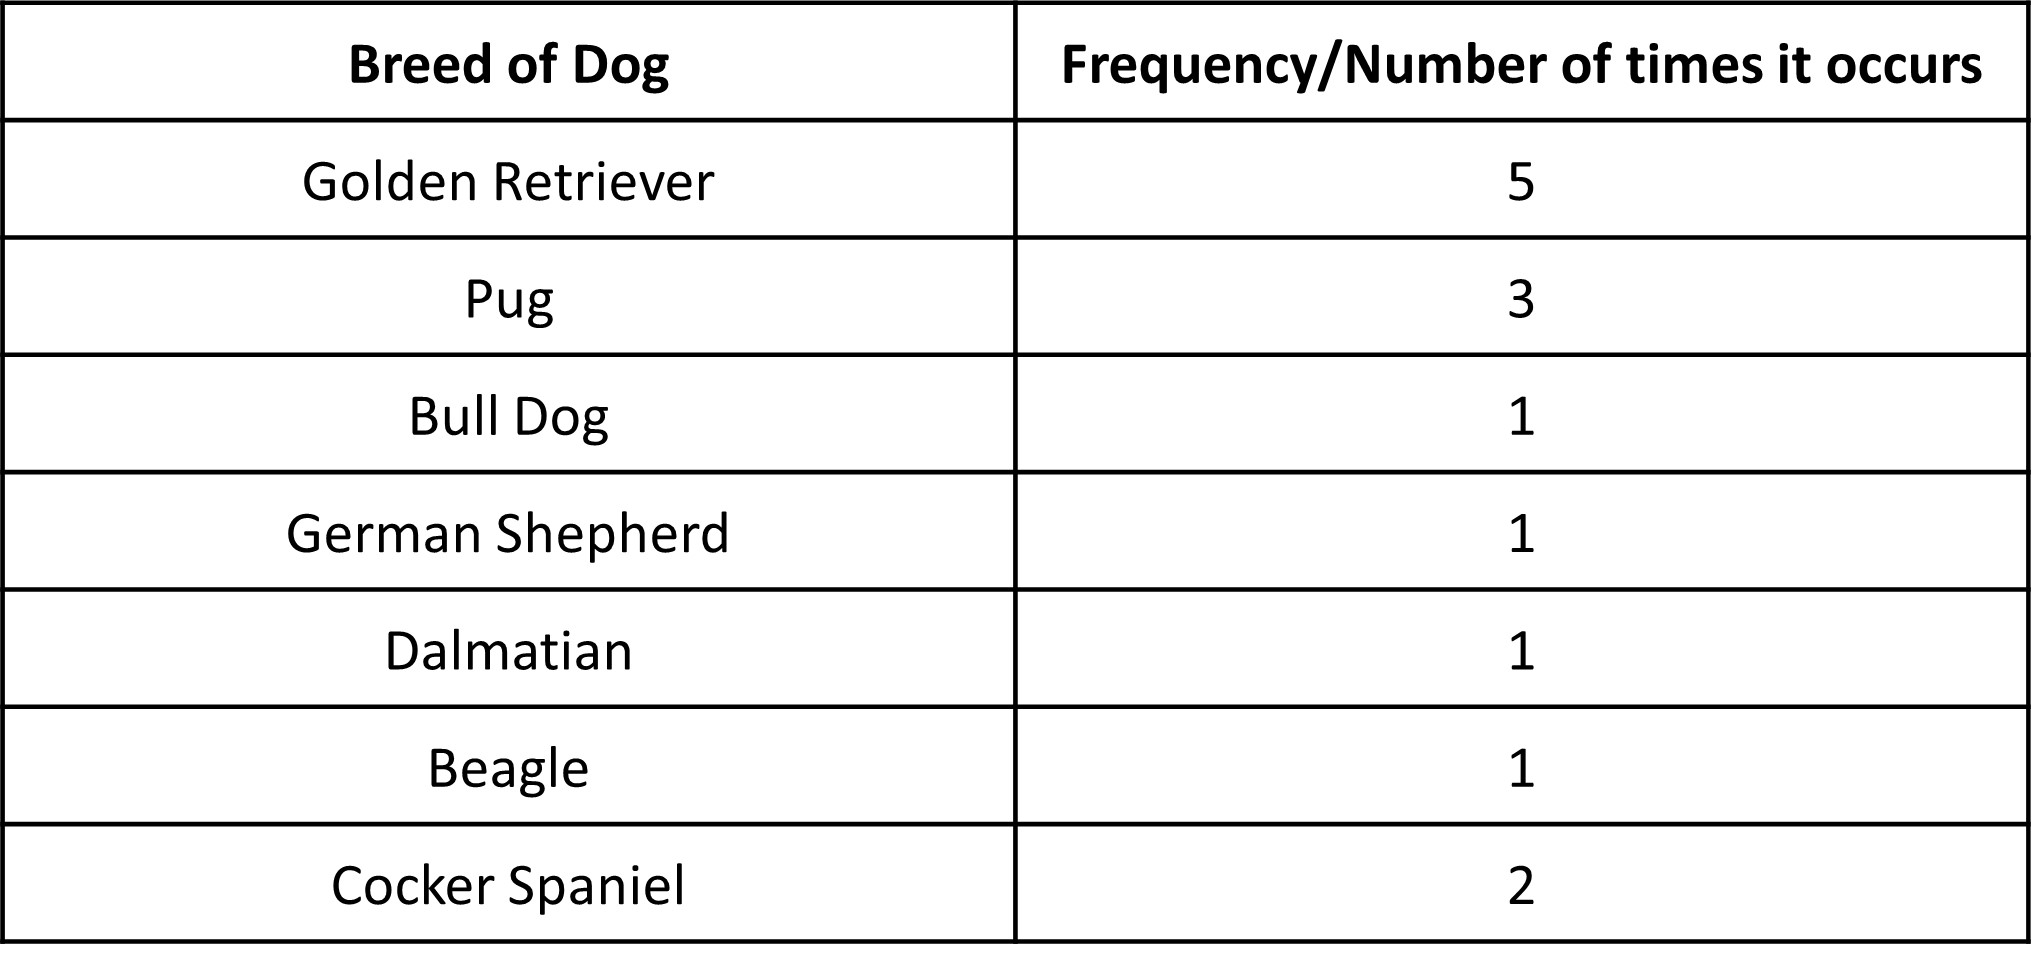 Breed of Dog Frequency/Number of times it occurs
Golden Retriever 5
Pug 3
Bull Dog 1
German Shepherd 1
Dalmatian 1
Beagle 1
Cocker Spaniel 2